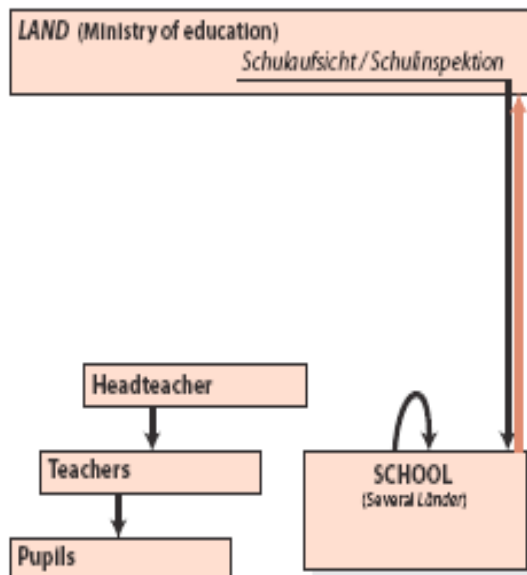 LAND (Ministry of education)
Schulaufsicht / Schulinspektion
Headteacher
Teachers
SCHOOL
(Several Länder)
Pupils